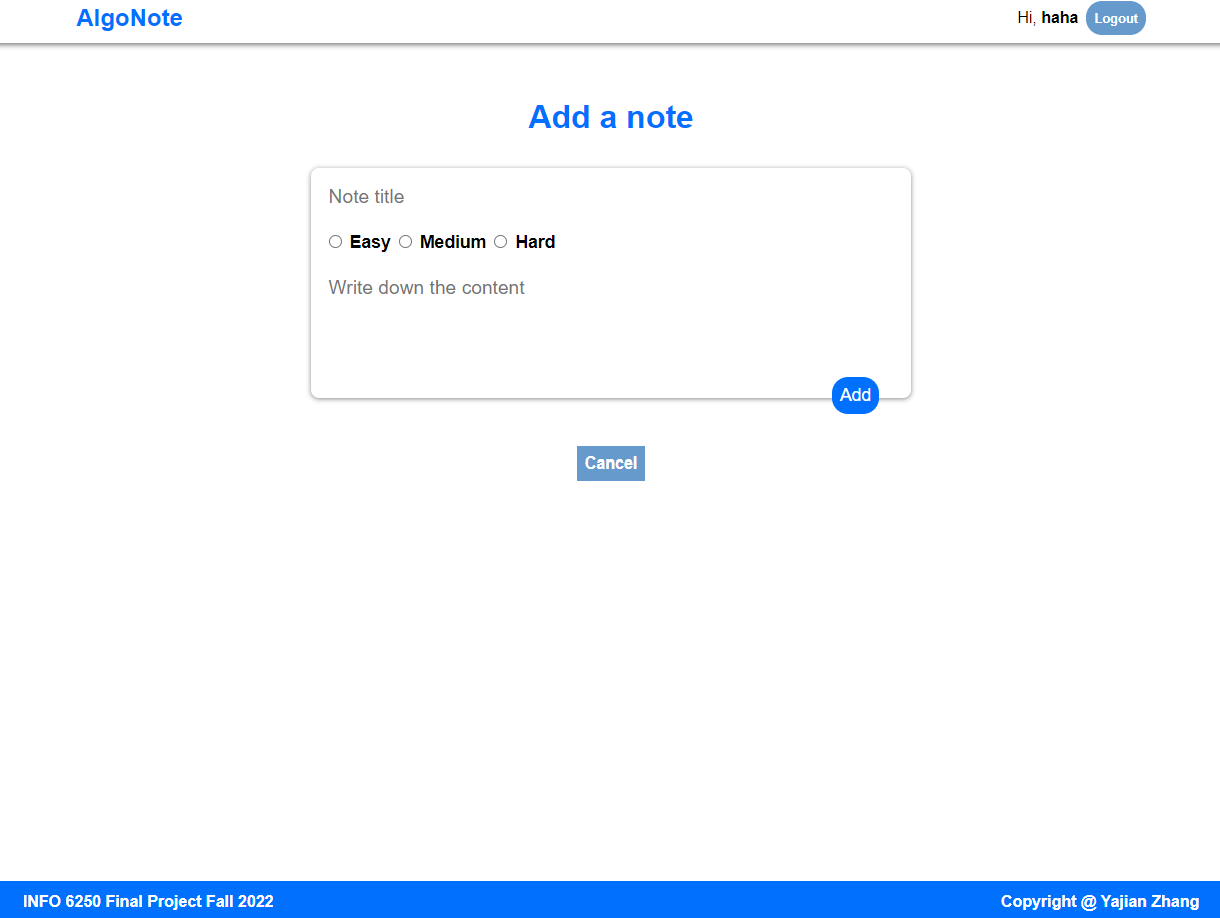 AlgoNote
Hi, haha Logout
Add a note
Note title
Easy Medium Hard
Write down the content
Add
Cancel
INFO 6250 Final Project Fall 2022
Copyright @ Yajian Zhang